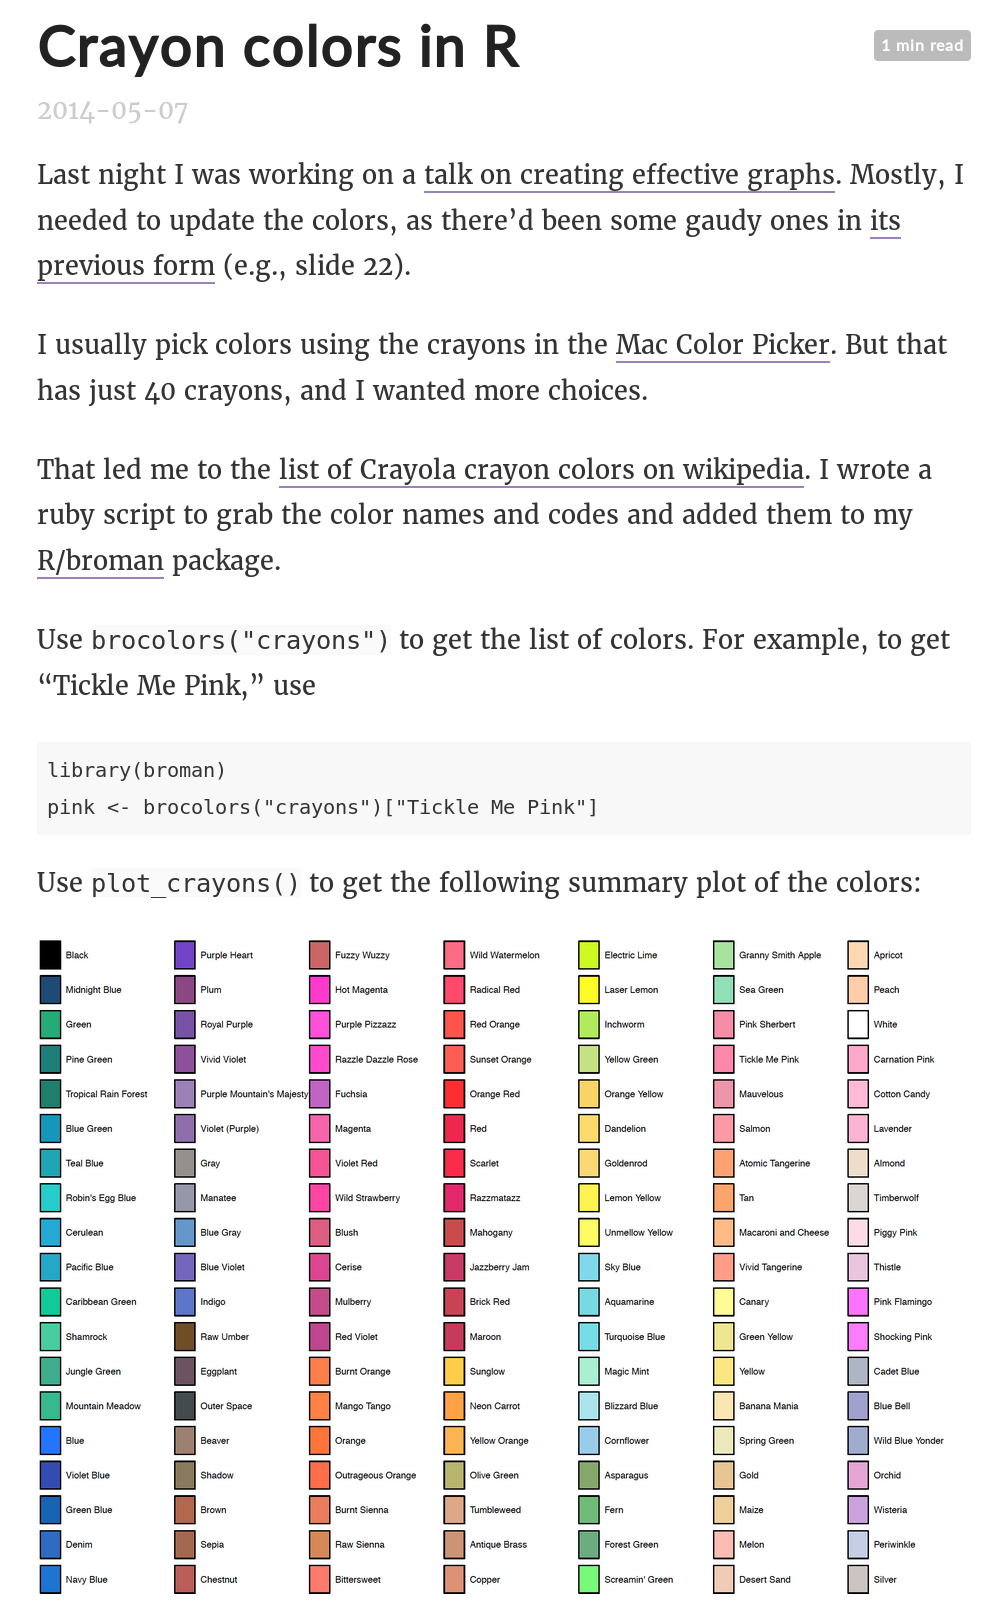 Crayon colors in R
1 min read
2014-05-07
Last night I was working on a talk on creating effective graphs. Mostly, I
needed to update the colors, as there’d been some gaudy ones in its
previous form (e.g., slide 22).
I usually pick colors using the crayons in the Mac Color Picker. But that
has just 40 crayons, and I wanted more choices.
That led me to the list of Crayola crayon colors on wikipedia. I wrote a
ruby script to grab the color names and codes and added them to my
R/broman package.
Use brocolors("crayons") to get the list of colors. For example, to get
“Tickle Me Pink,” use
library(broman)
pink <- brocolors("crayons")["Tickle Me Pink"]
Use plot_crayons() to get the following summary plot of the colors:
Black
Midnight Blue
Green
Pine Green
Tropical Rain Forest
Blue Green
Teal Blue
Robin's Egg Blue
Cerulean
Pacific Blue
Caribbean Green
Shamrock
Jungle Green
Mountain Meadow
Blue
Violet Blue
Green Blue
Denim
Navy Blue
Purple Heart
Plum
Royal Purple
Vivid Violet
Purple Mountain's Majesty
Violet (Purple)
Gray
Manatee
Blue Gray
Blue Violet
Indigo
Raw Umber
Eggplant
Outer Space
Beaver
Shadow
Brown
Sepia
Chestnut
Fuzzy Wuzzy
Hot Magenta
Purple Pizzazz
Razzle Dazzle Rose
Fuchsia
Magenta
Violet Red
Wild Strawberry
Blush
Cerise
Mulberry
Red Violet
Burnt Orange
Mango Tango
Orange
Outrageous Orange
Burnt Sienna
Raw Sienna
Bittersweet
Wild Watermelon
Radical Red
Red Orange
Sunset Orange
Orange Red
Red
Scarlet
Razzmatazz
Mahogany
Jazzberry Jam
Brick Red
Maroon
Sunglow
Neon Carrot
Yellow Orange
Olive Green
Tumbleweed
Antique Brass
Copper
Electric Lime
Laser Lemon
Inchworm
Yellow Green
Orange Yellow
Dandelion
Goldenrod
Lemon Yellow
Unmellow Yellow
Sky Blue
Aquamarine
Turquoise Blue
Magic Mint
Blizzard Blue
Cornflower
Asparagus
Fern
Forest Green
Screamin' Green
Granny Smith Apple
Sea Green
Pink Sherbert
Tickle Me Pink
Mauvelous
Salmon
Atomic Tangerine
Tan
Macaroni and Cheese
Vivid Tangerine
Canary
Green Yellow
Yellow
Banana Mania
Spring Green
Gold
Maize
Melon
Desert Sand
Apricot
Peach
White
Carnation Pink
Cotton Candy
Lavender
Almond
Timberwolf
Piggy Pink
Thistle
Pink Flamingo
Shocking Pink
Cadet Blue
Blue Bell
Wild Blue Yonder
Orchid
Wisteria
Periwinkle
Silver